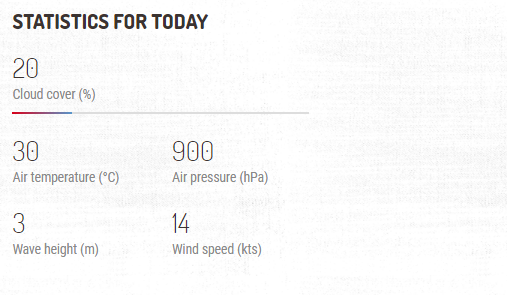 STATISTICS FOR TODAY
20
Cloud cover (%)
30
Air temperature (°C)
900
Air pressure (hPa)
3
Wave height (m)
14
Wind speed (kts)